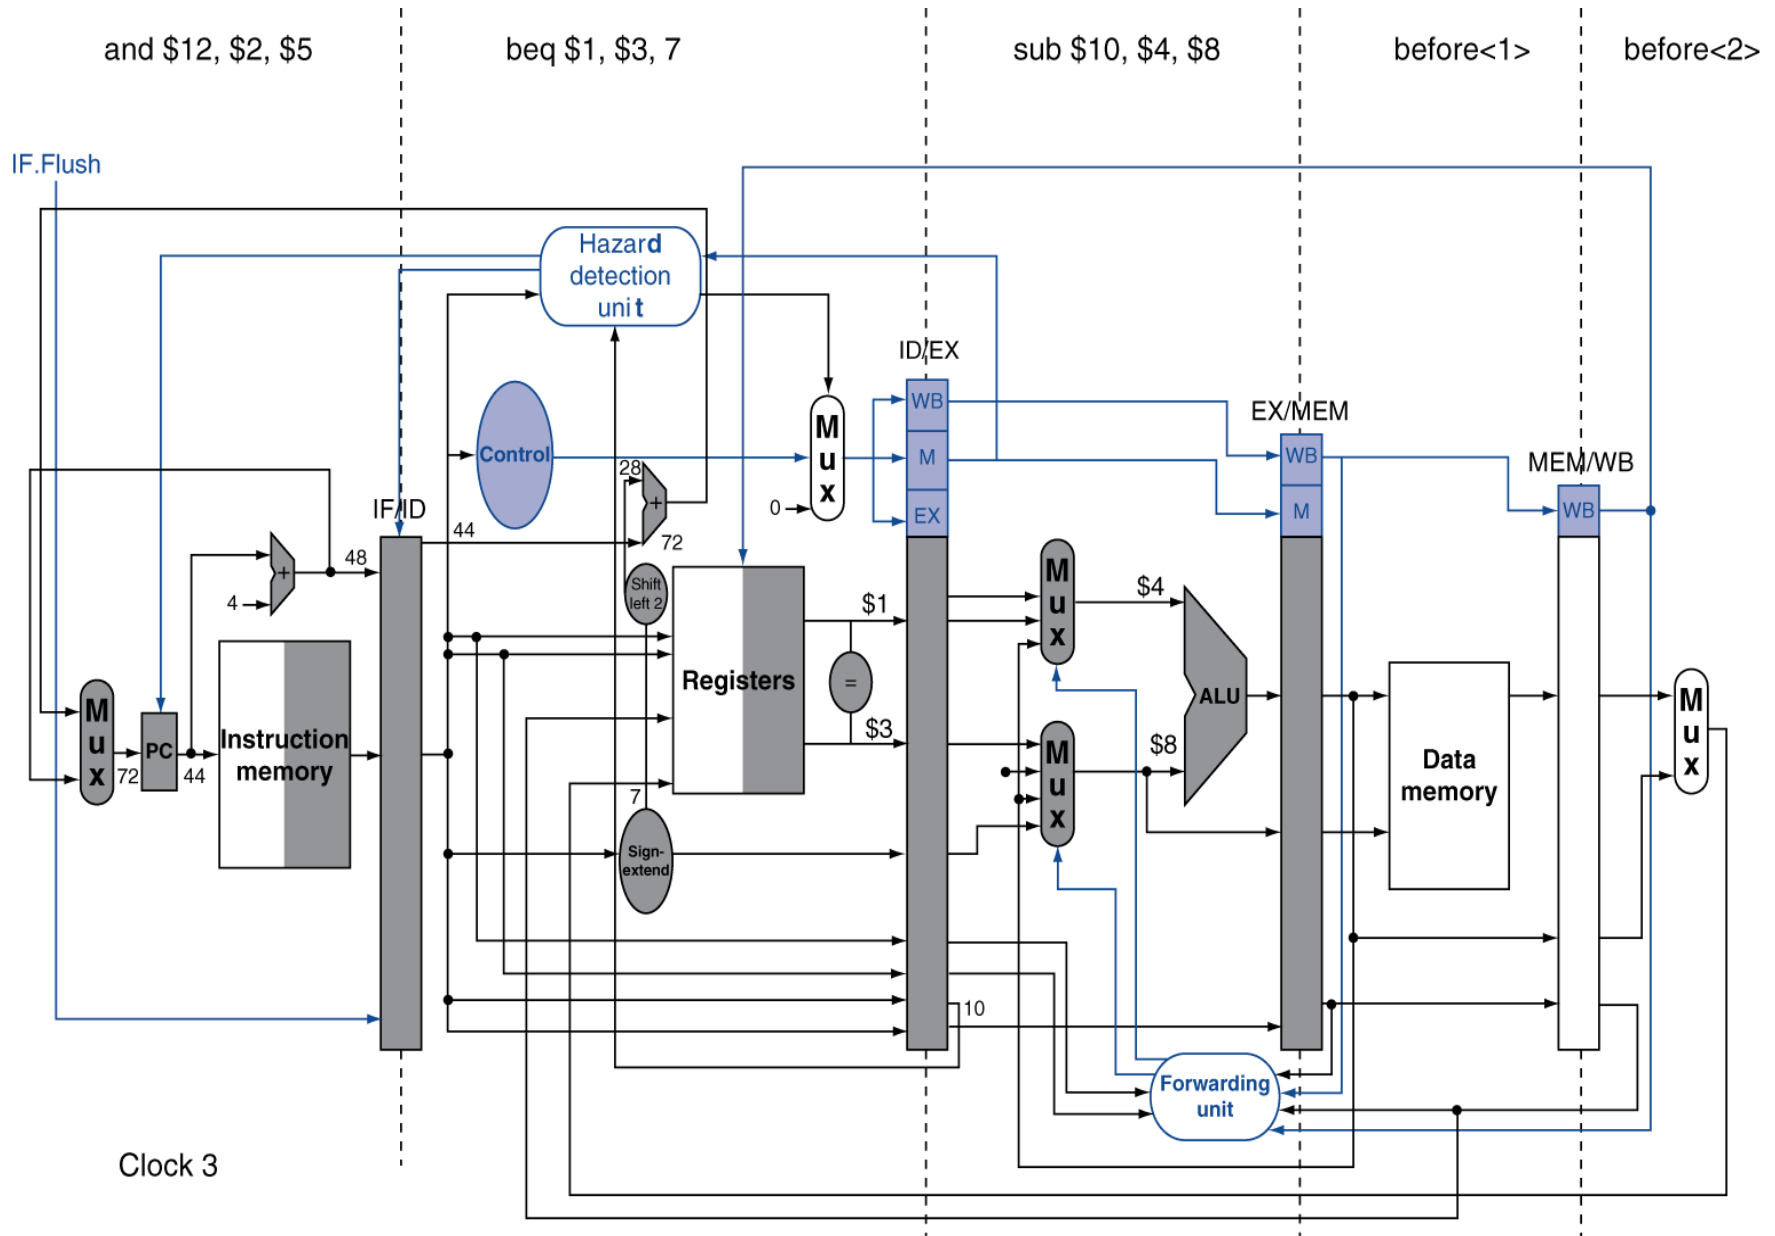 and $12, $2, $5
beq $1, $3, 7
sub $10, $4, $8
before<1>
before<2>
IF.Flush
Hazard
detection
unit
ID/EX
EX/MEM
MEM/WB
IF/ID
WB
M
EX
WB
M
WB
Control
M
u
x
0
28
+
44
72
48
+
4
Shift
left 2
M
u
x
$4
$1
=
$3
Registers
M
u
x
PC
72
44
Instruction
memory
ALU
M
u
x
$8
Data
memory
M
u
x
7
Sign-
extend
10
Forwarding
unit
Clock 3